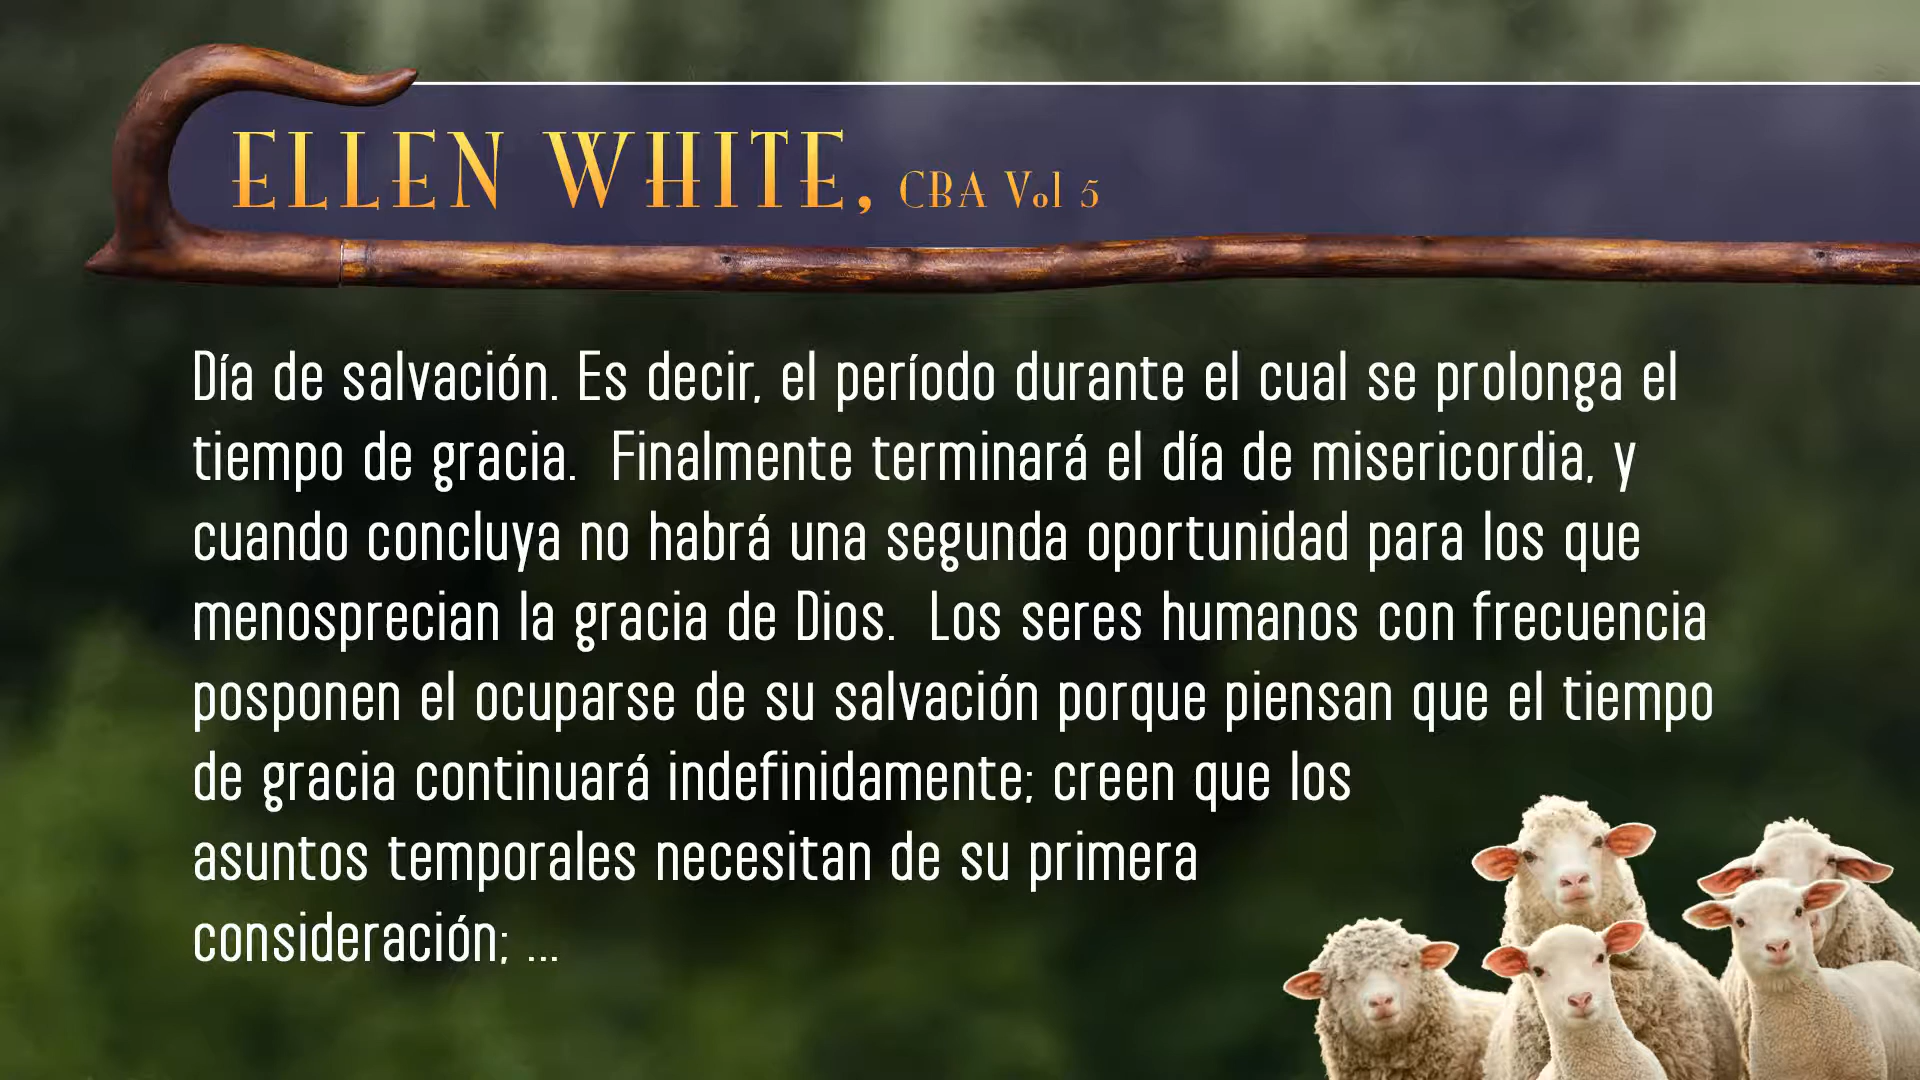 ELLEN WHITE, CBA Vol 5
Día de salvación. Es decir, el período durante el cual se prolonga el
tiempo de gracia.  Finalmente terminará el día de misericordia, y
cuando concluya no habrá una segunda oportunidad para los que
menosprecian la gracia de Dios.  Los seres humanos con frecuencia
posponen el ocuparse de su salvación porque piensan que el tiempo
de gracia continuará indefinidamente; creen que los
asuntos temporales necesitan de su primera
consideración; ...